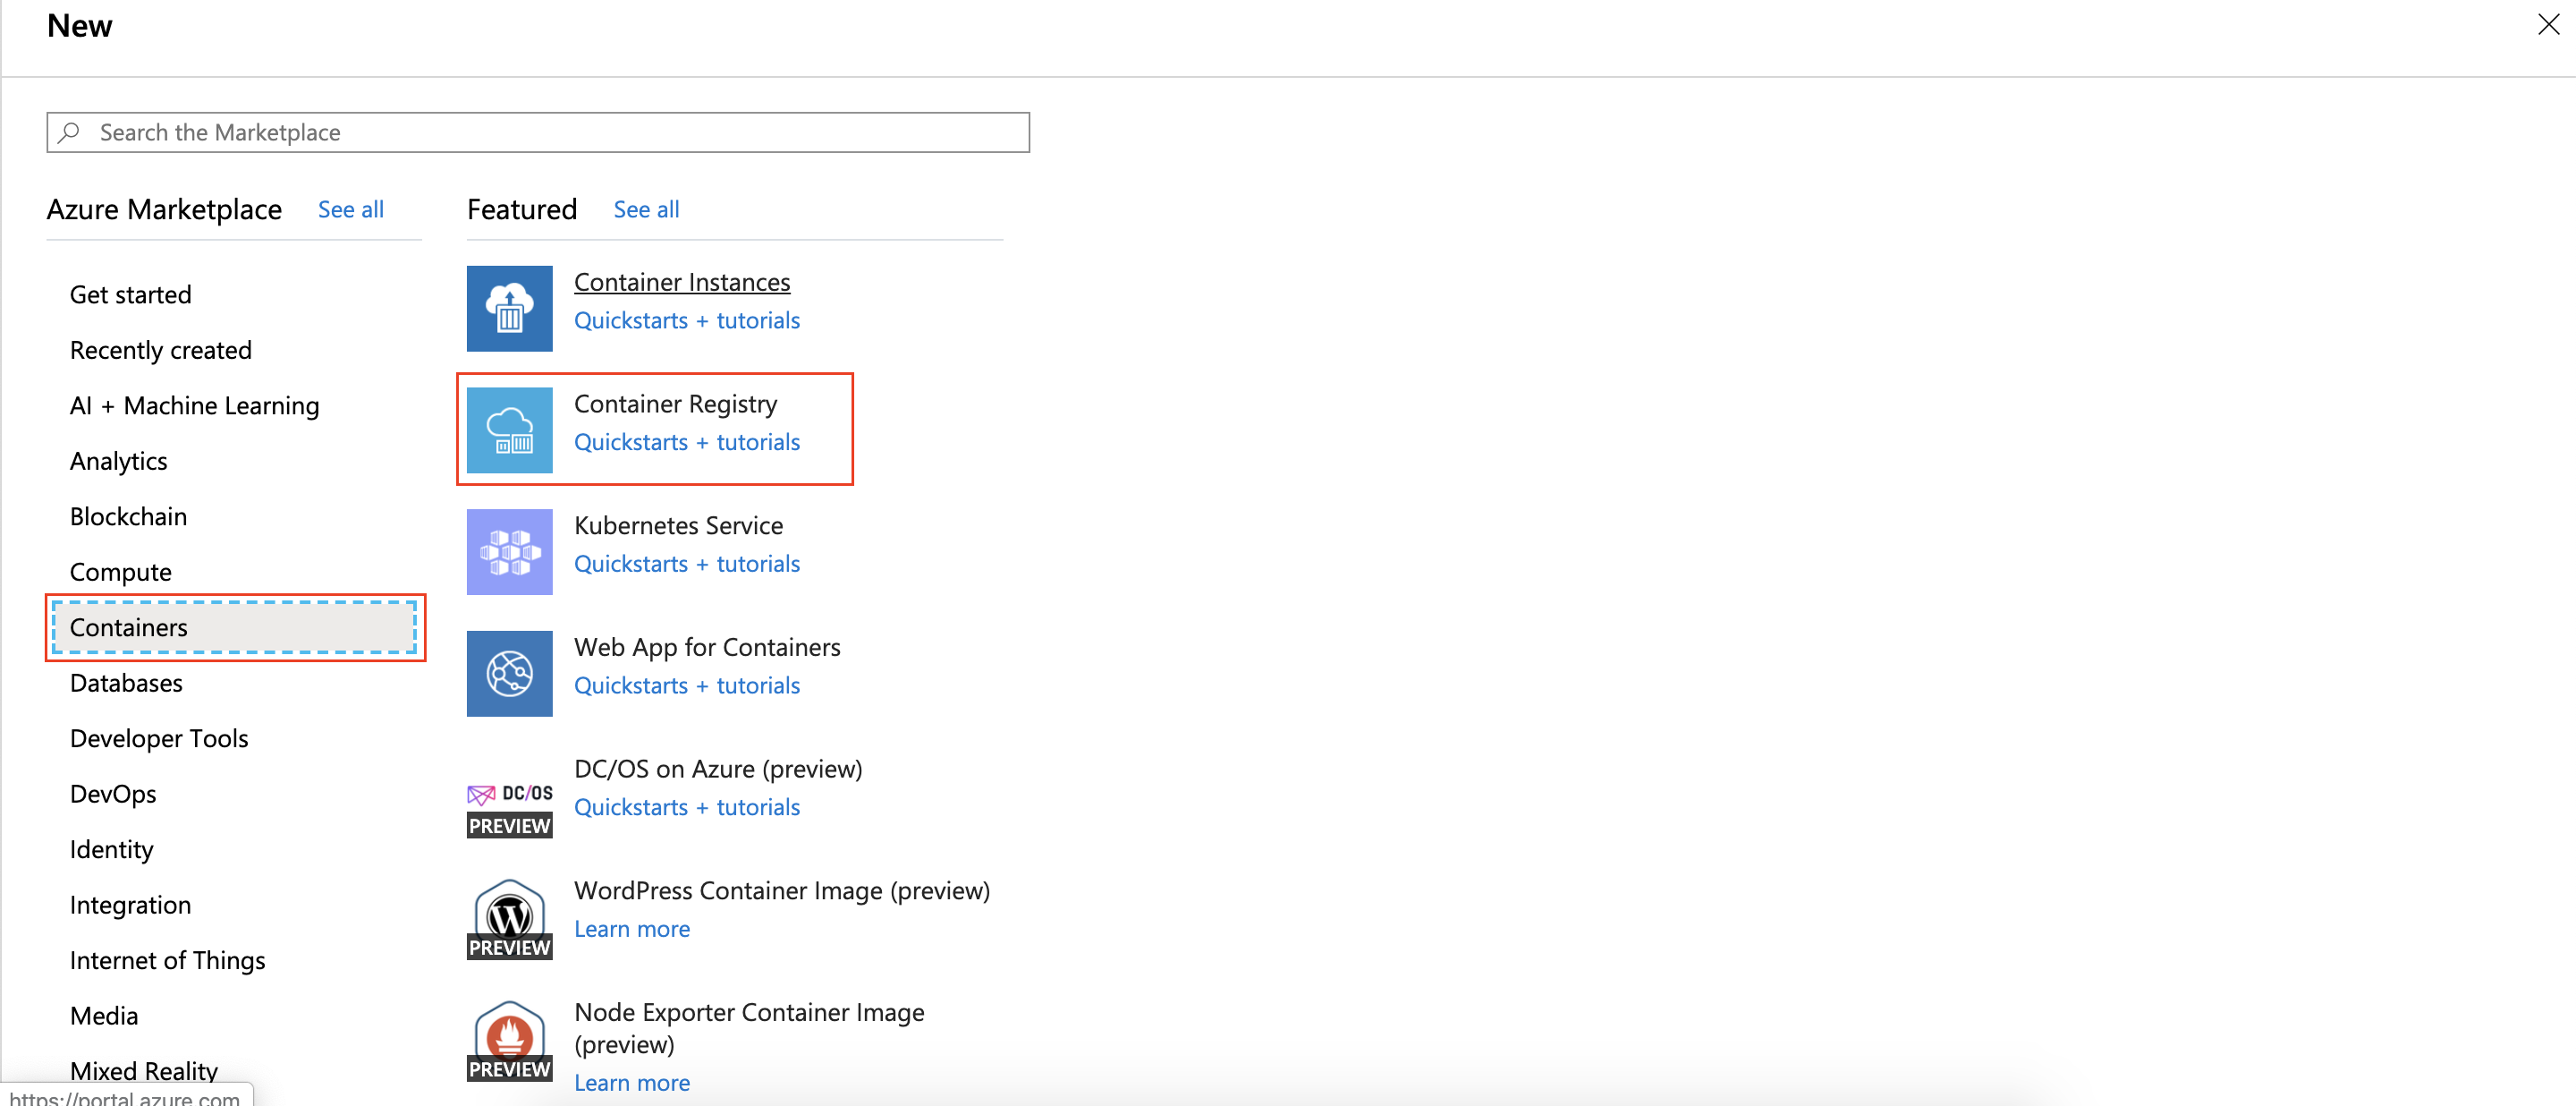 New
Search the Marketplace
Azure Marketplace See all
Get started
Recently created
AI + Machine Learning
Analytics
Blockchain
Compute
Containers
Databases
Developer Tools
DevOps
Identity
Integration
Internet of Things
Media
Mixed Reality
Featured See all
Container Instances
Quickstarts + tutorials
Container Registry
Quickstarts + tutorials
Kubernetes Service
Quickstarts + tutorials
Web App for Containers
Quickstarts + tutorials
DC/OS
PREVIEW
DC/OS on Azure (preview)
Quickstarts + tutorials
PREVIEW
WordPress Container Image (preview)
Learn more
PREVIEW
Node Exporter Container Image
(preview)
Learn more
https://portal.azure.com